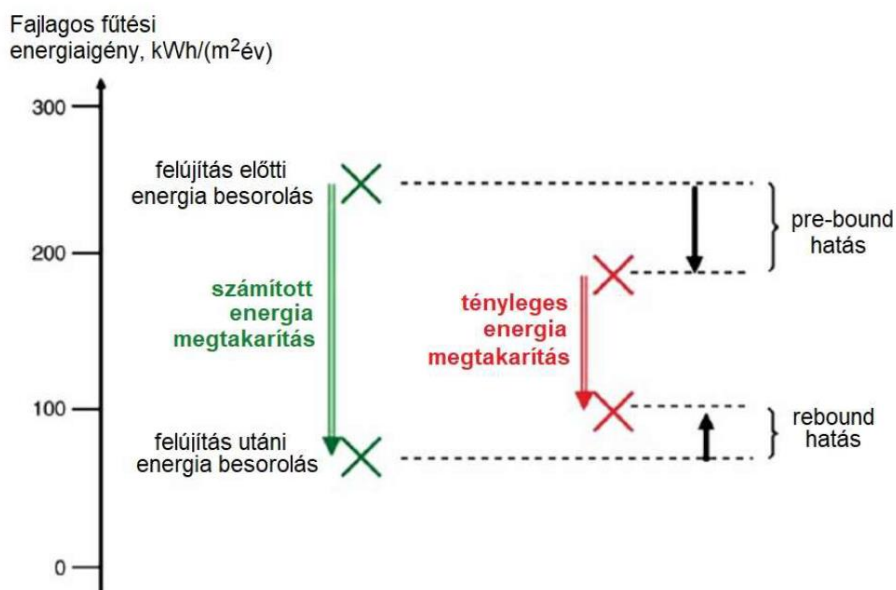 Fajlagos fűtési
energiaigény, kWh/(m²év)
300
felújítás előtti
energia besorolás
pre-bound
hatás
200
számított
energia
megtakarítás
tényleges
energia
megtakarítás
100
rebound
hatás
felújítás utáni
energia besorolás
0